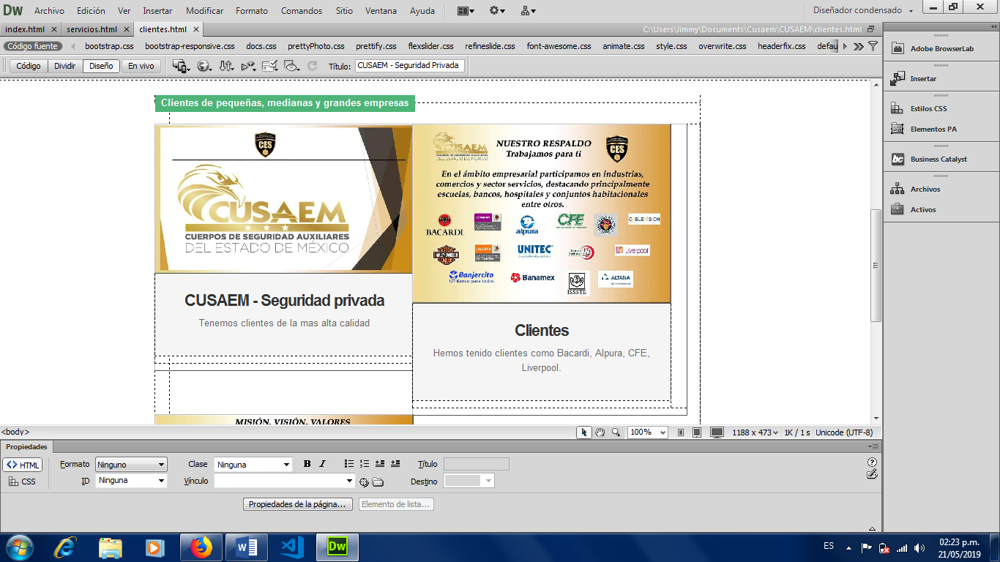 Dw Archivo Edición Ver Insertar Modificar Formato Comandos Sitio Ventana Ayuda Diseñador condensado
index.html servicios.html clientes.html C:\Users\Jimmy\Documents\Cusaem\CUSAEM\clientes.html
Código fuente bootstrap.css bootstrap-responsive.css docs.css prettyPhoto.css prettify.css flexslider.css refineslide.css font-awesome.css animate.css style.css overwrite.css headerfix.css defau
Código Dividir Diseño En vivo Título: CUSAEM - Seguridad Privada
Adobe BrowserLab
Insertar
Estilos CSS
Elementos PA
bc Business Catalyst
Archivos
Activos
Clientes de pequeñas, medianas y grandes empresas
CES
CUSAEM
CUERPOS DE SEGURIDAD AUXILIARES
DEL ESTADO DE MÉXICO
CUSAEM - Seguridad privada
Tenemos clientes de la mas alta calidad
CUSAEM
NUESTRO RESPALDO
Trabajamos para ti
CES
En el ámbito empresarial participamos en industrias,
comercios y sector servicios, destacando principalmente
escuelas, bancos, hospitales y conjuntos habitacionales
entre otros.
BACARDI alpura CFE CABLEVISION
HARLEY-DAVIDSON UNITEC Liverpool
Banjercito
Un Banco para todos
Banamex ISSSTE ALTANA
Clientes
Hemos tenido clientes como Bacardi, Alpura, CFE,
Liverpool.
MISIÓN, VISIÓN, VALORES
<body> 100% 1188 x 473 1K / 1 s Unicode (UTF-8)
Propiedades
HTML Formato Ninguno Clase Ninguna B I Título
CSS ID Ninguna Vínculo Destino
Propiedades de la página... Elemento de lista...
W Dw ES 02:23 p.m.
21/05/2019